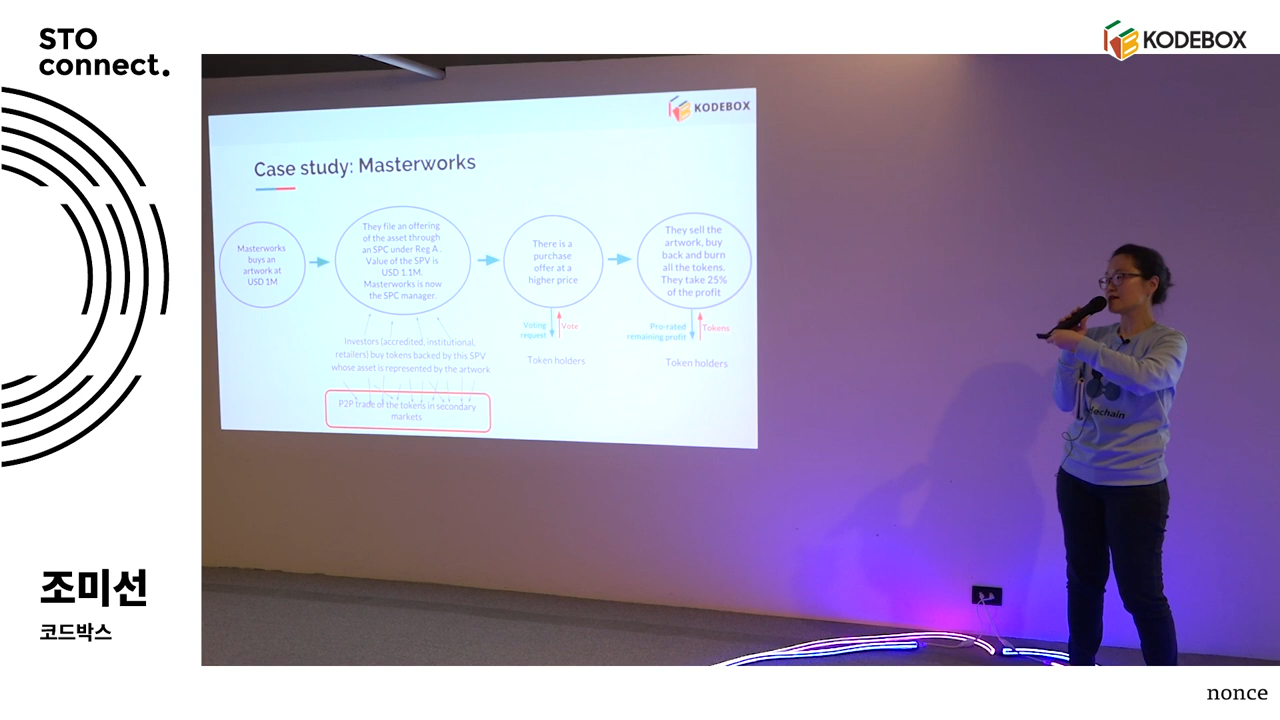 STO
connect.
KODEBOX
KODEBOX
Case study: Masterworks
Masterworks
buys an
artwork at
USD 1M
They file an offering
of the asset through
an SPC under Reg A .
Value of the SPV is
USD 1.1M.
Masterworks is now
the SPC manager.
There is a
purchase
offer at a
higher price
They sell the
artwork, buy
back and burn
all the tokens.
They take 25%
of the profit
Voting
request
Vote
Pro-rated
remaining profit
Tokens
Investors (accredited, institutional,
retailers) buy tokens backed by this SPV
whose asset is represented by the artwork
Token holders
Token holders
P2P trade of the tokens in secondary
markets
dechain
조미선
코드박스
nonce